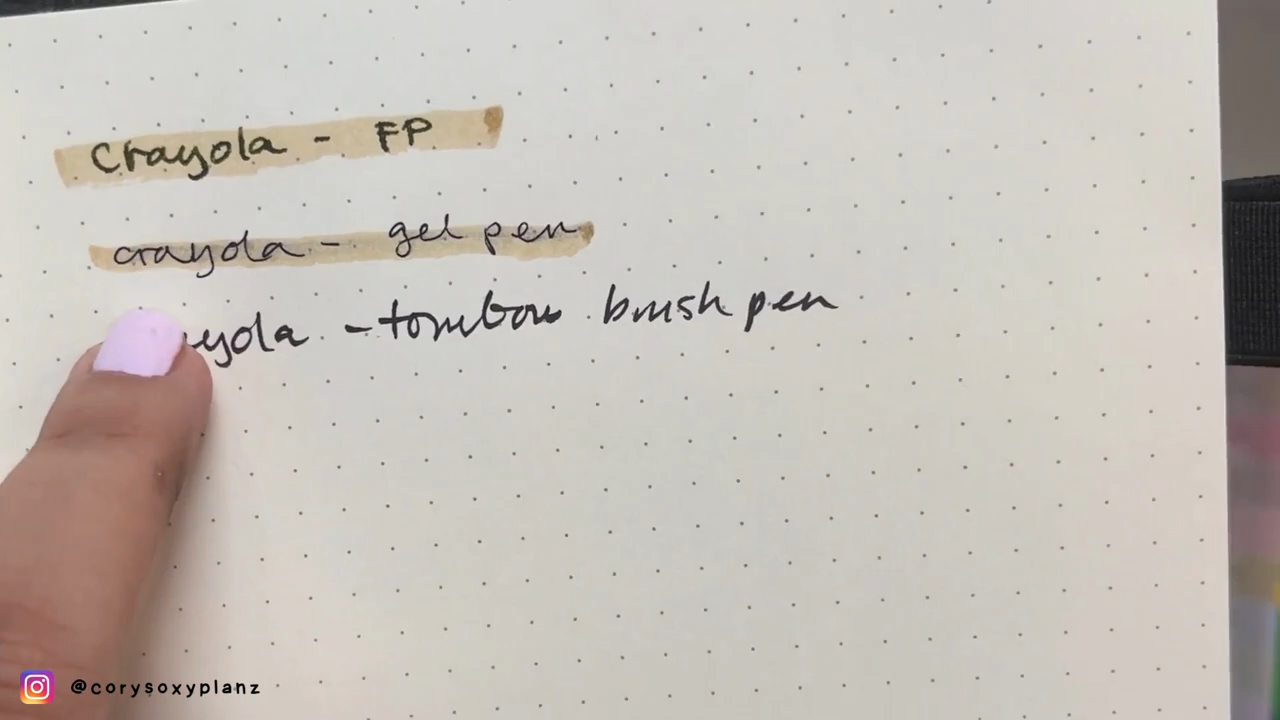 Crayola - FP
crayola - gel pen
yola - tombow brush pen
@corysoxyplanz